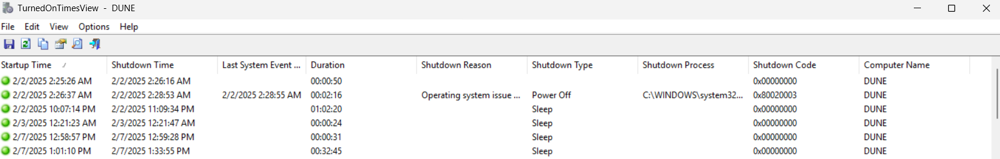 TurnedOnTimesView - DUNE
File Edit View Options Help
Startup Time Shutdown Time Last System Event ... Duration Shutdown Reason Shutdown Type Shutdown Process Shutdown Code Computer Name
2/2/2025 2:25:26 AM 2/2/2025 2:26:16 AM 00:00:50 0x00000000 DUNE
2/2/2025 2:26:37 AM 2/2/2025 2:28:53 AM 2/2/2025 2:28:55 AM 00:02:16 Operating system issue ... Power Off C:\WINDOWS\system32... 0x80020003 DUNE
2/2/2025 10:07:14 PM 2/2/2025 11:09:34 PM 01:02:20 Sleep 0x00000000 DUNE
2/3/2025 12:21:23 AM 2/3/2025 12:21:47 AM 00:00:24 Sleep 0x00000000 DUNE
2/7/2025 12:58:57 PM 2/7/2025 12:59:28 PM 00:00:31 Sleep 0x00000000 DUNE
2/7/2025 1:01:10 PM 2/7/2025 1:33:55 PM 00:32:45 Sleep 0x00000000 DUNE